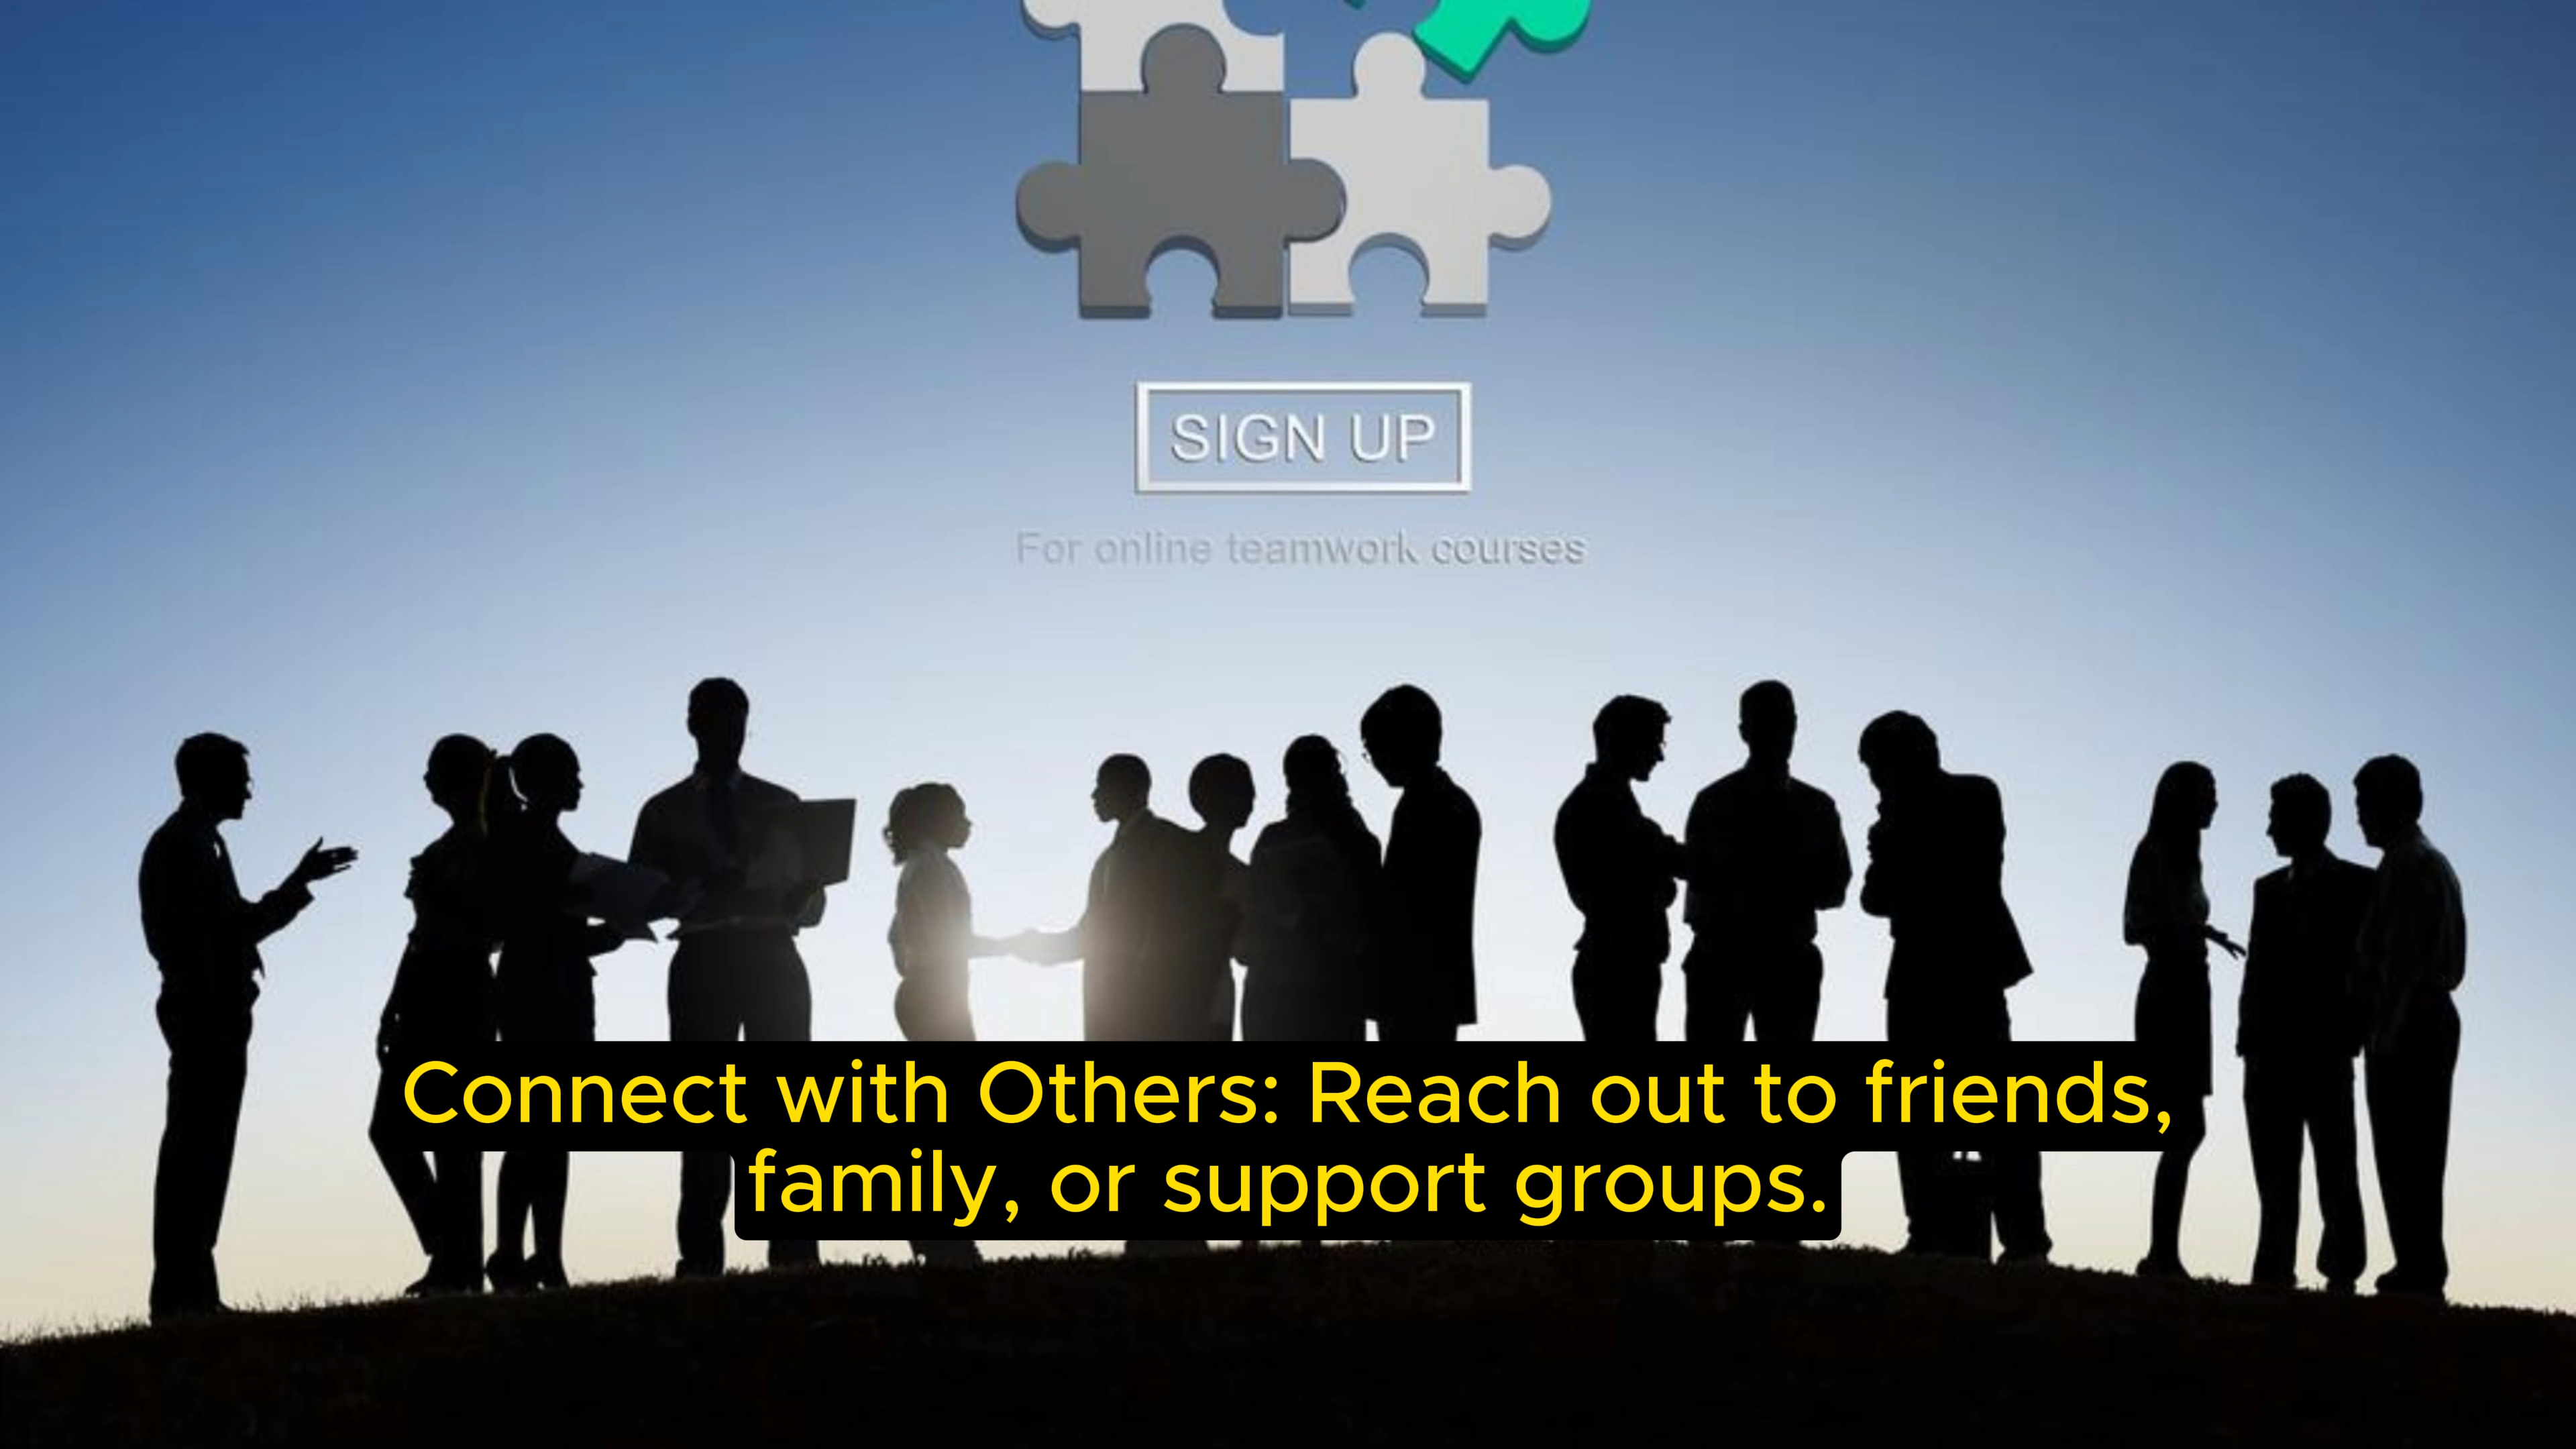 SIGN UP
For online teamwork courses
Connect with Others: Reach out to friends,
family, or support groups.